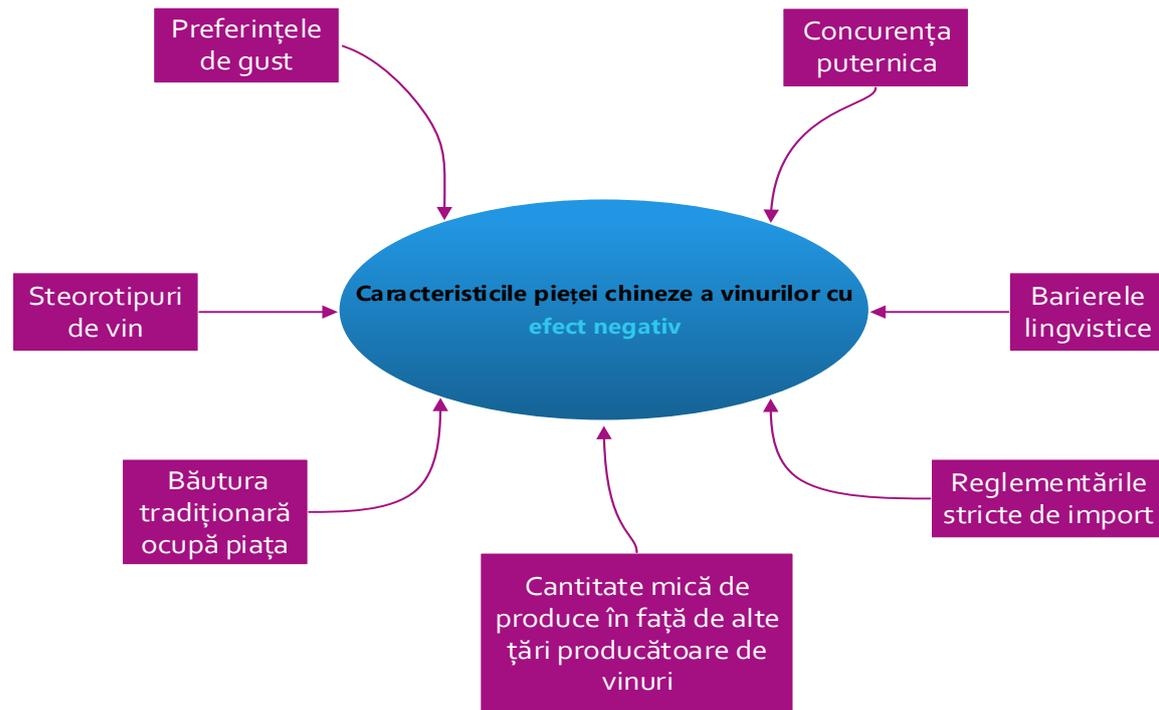 Preferințele
de gust
Concurența
puternica
Caracteristicile pieței chineze a vinurilor cu
efect negativ
Steorotipuri
de vin
Barierele
lingvistice
Băutura
tradiționară
ocupă piața
Reglementările
stricte de import
Cantitate mică de
produce în față de alte
țări producătoare de
vinuri